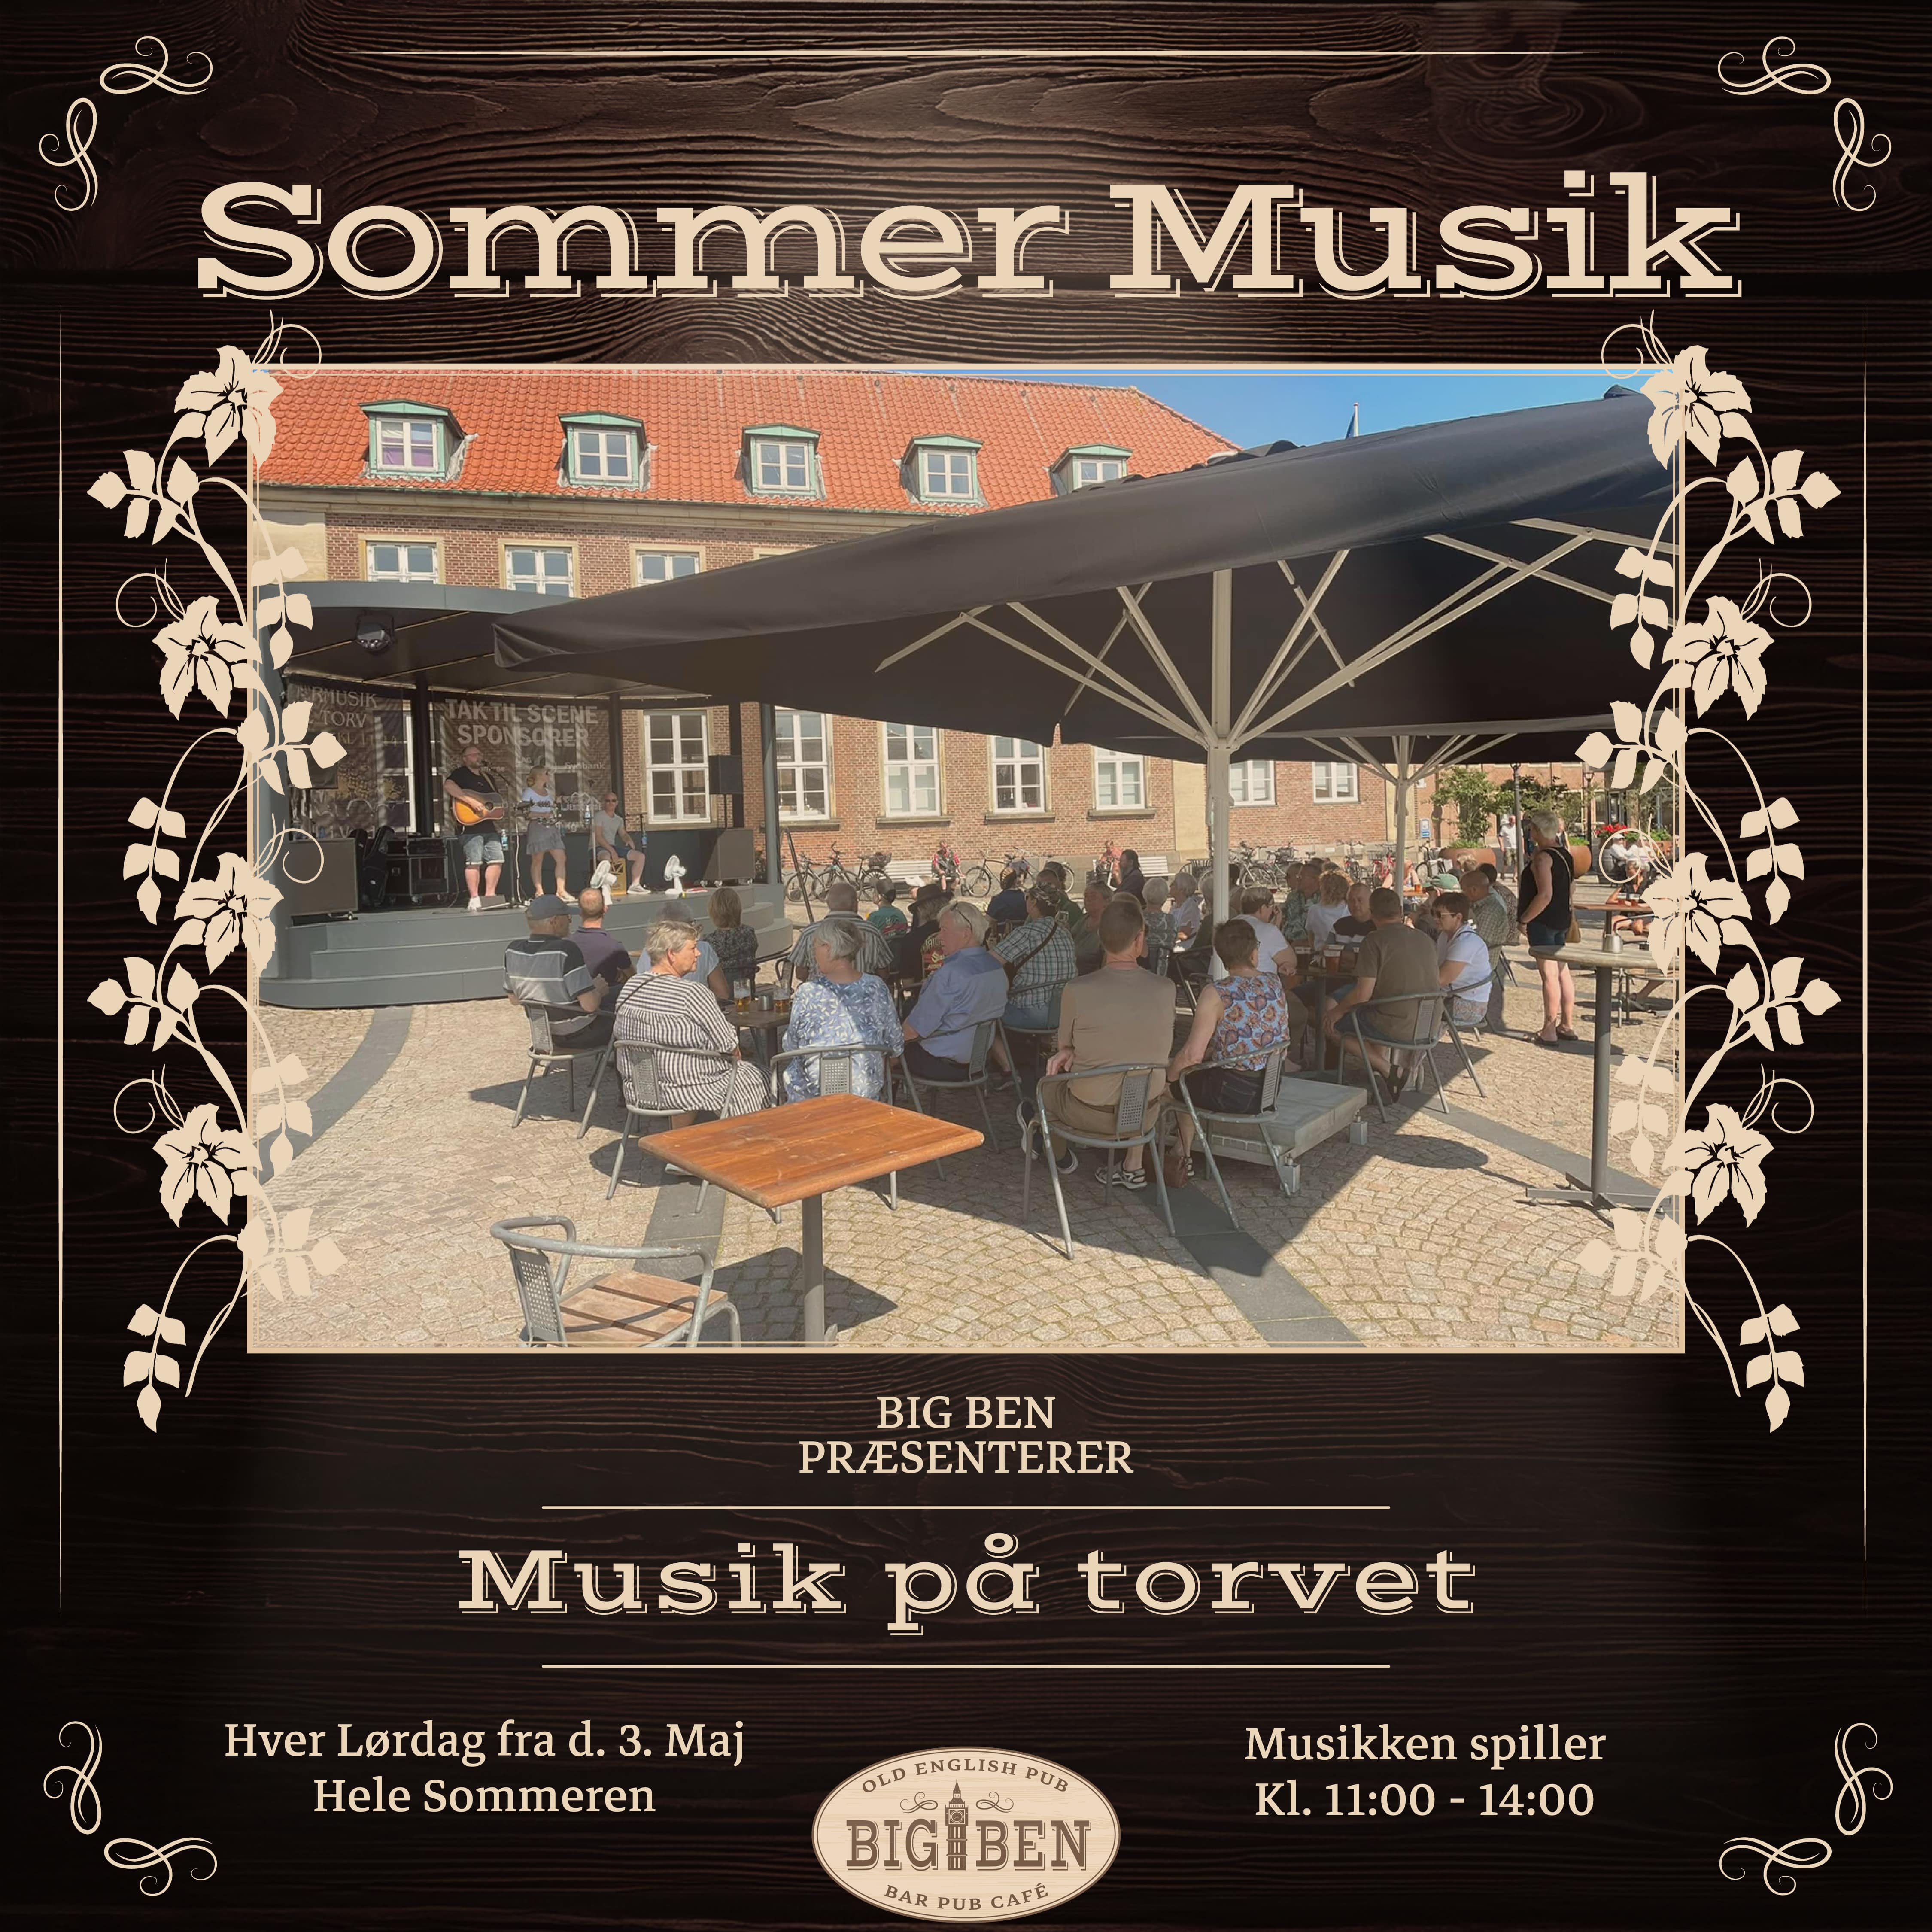 Sommer Musik
TAK TIL SCENE
SPONSORER
BIG BEN
PRÆSENTERER
Musik på torvet
Hver Lørdag fra d. 3. Maj
Hele Sommeren
Musikken spiller
Kl. 11:00 - 14:00
OLD ENGLISH PUB
BIG BEN
BAR PUB CAFÉ